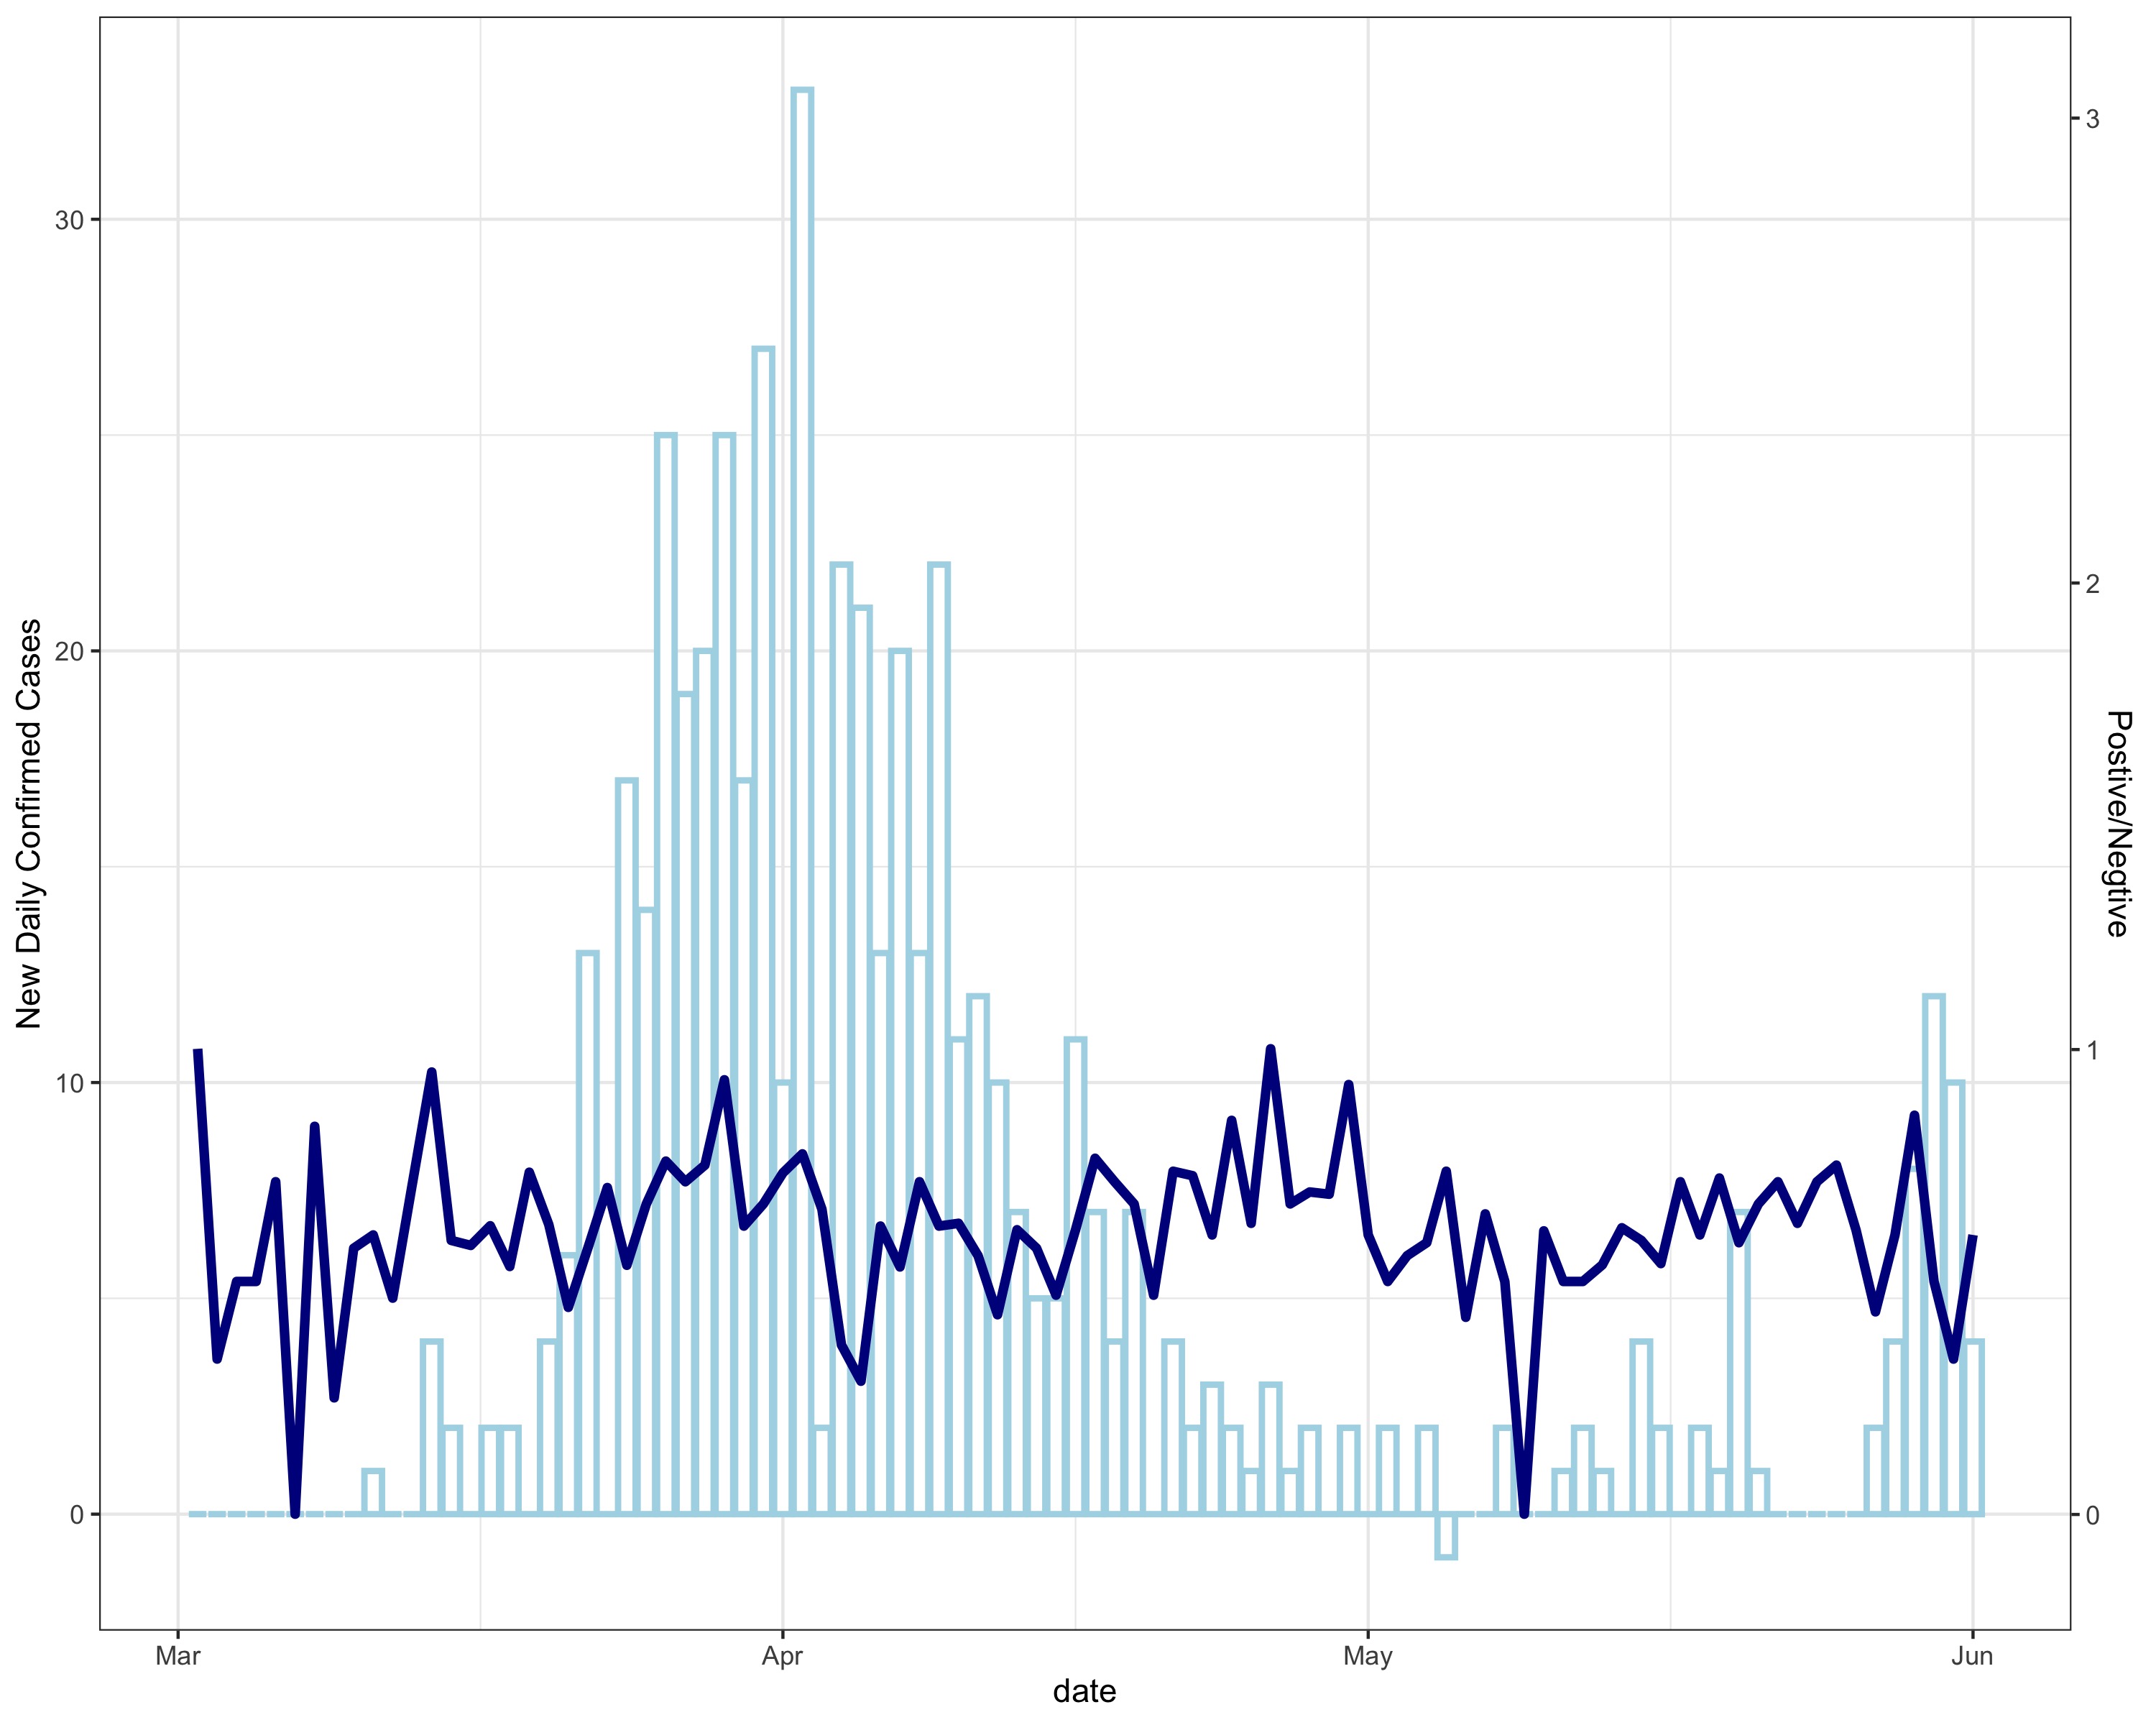 New Daily Confirmed Cases
30
20
10
0
3
2
1
0
Postive/Negtive
Mar
Apr
May
Jun
date